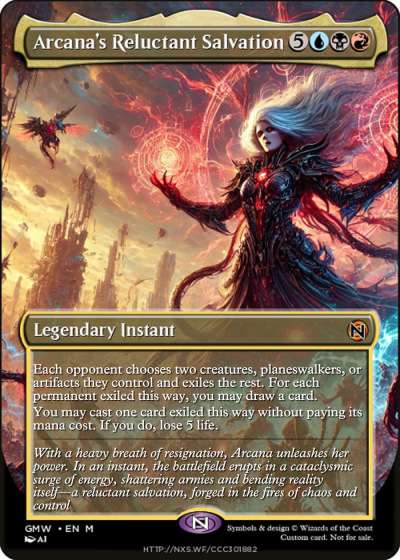 Arcana's Reluctant Salvation 5
Legendary Instant
Each opponent chooses two creatures, planeswalkers, or
artifacts they control and exiles the rest. For each
permanent exiled this way, you may draw a card.
You may cast one card exiled this way without paying its
mana cost. If you do, lose 5 life.
With a heavy breath of resignation, Arcana unleashes her
power. In an instant, the battlefield erupts in a cataclysmic
surge of energy, shattering armies and bending reality
itself—a reluctant salvation, forged in the fires of chaos and
control
GMW • EN M
AI
Symbols & design © Wizards of the Coast
Custom card. Not for sale.
HTTP://NXS.WF/CCC301882